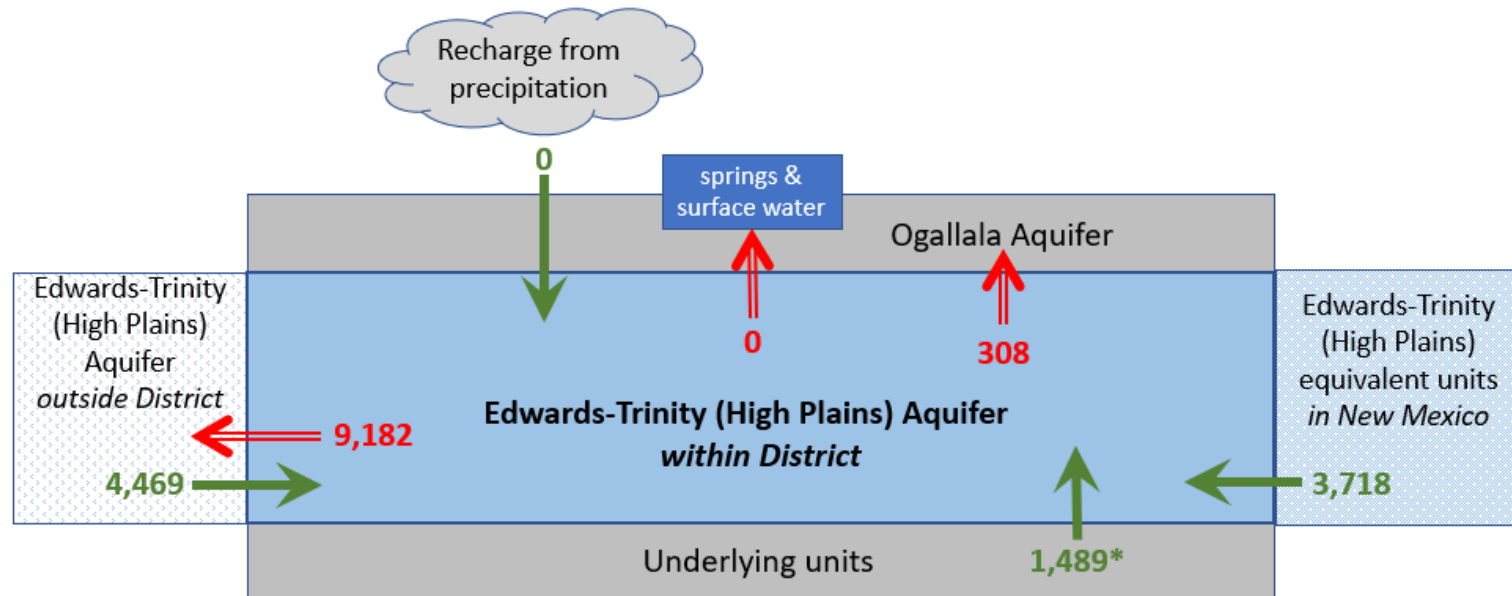 Recharge from
precipitation
0
springs &
surface water
Ogallala Aquifer
Edwards-Trinity
(High Plains)
Aquifer
outside District
0
308
Edwards-Trinity
(High Plains)
equivalent units
in New Mexico
Edwards-Trinity (High Plains) Aquifer
within District
9,182
4,469
3,718
Underlying units
1,489*